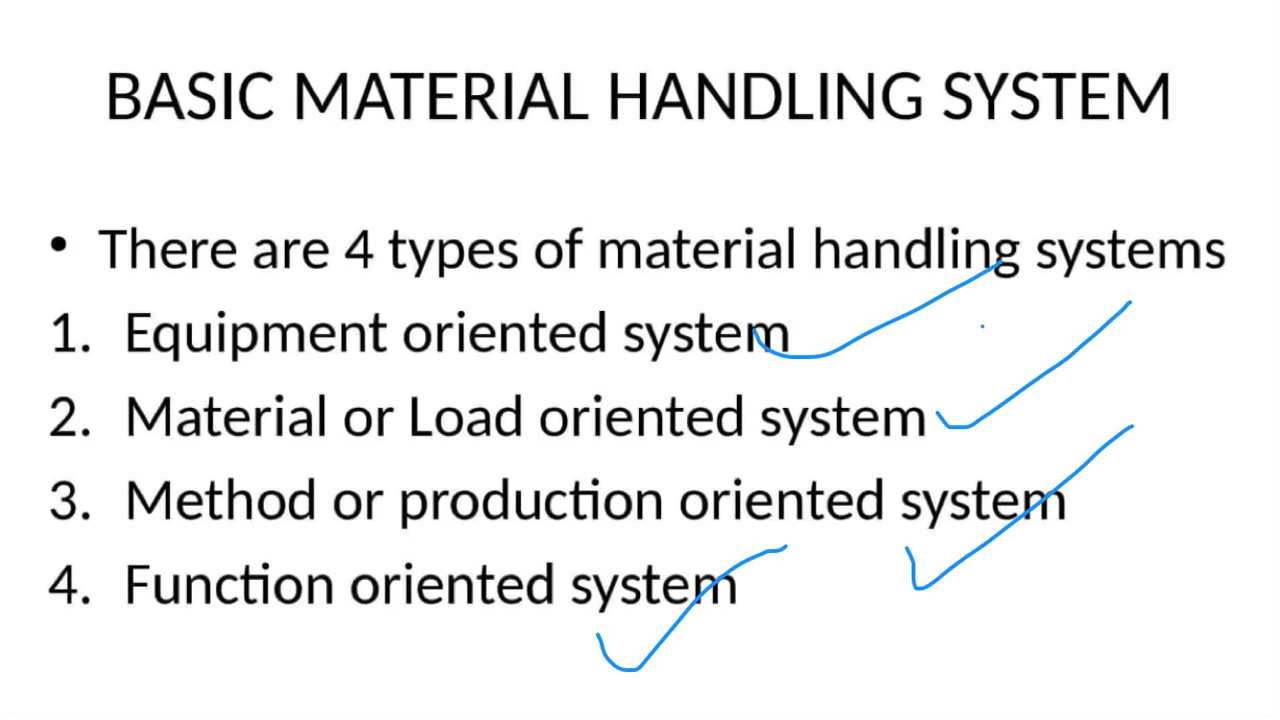 BASIC MATERIAL HANDLING SYSTEM
• There are 4 types of material handling systems
1. Equipment oriented system
2. Material or Load oriented system
3. Method or production oriented system
4. Function oriented system